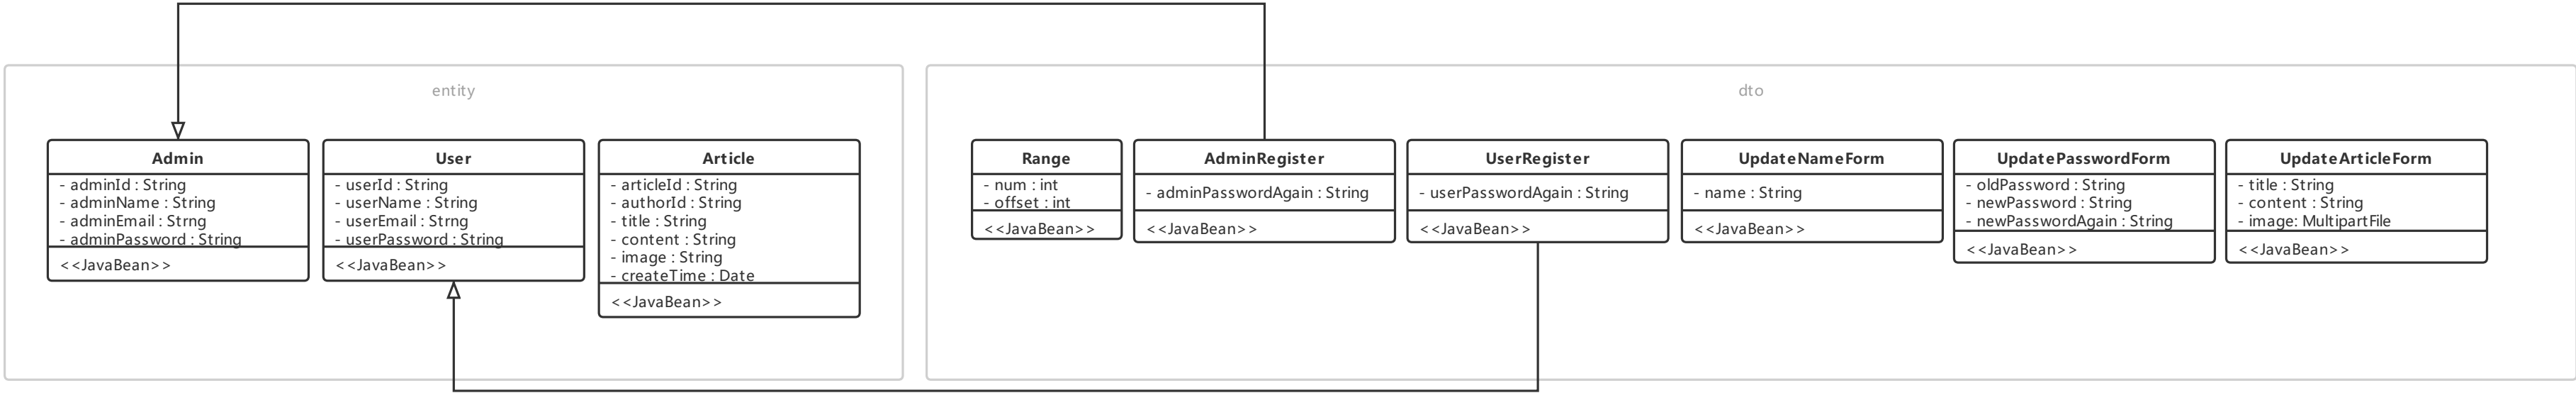 entity
Admin
- adminId : String
- adminName : String
- adminEmail : Strng
- adminPassword : String
<<JavaBean>>
User
- userId : String
- userName : String
- userEmail : Strng
- userPassword : String
<<JavaBean>>
Article
- articleId : String
- authorId : String
- title : String
- content : String
- image : String
- createTime : Date
<<JavaBean>>
dto
Range
- num : int
- offset : int
<<JavaBean>>
AdminRegister
- adminPasswordAgain : String
<<JavaBean>>
UserRegister
- userPasswordAgain : String
<<JavaBean>>
UpdateNameForm
- name : String
<<JavaBean>>
UpdatePasswordForm
- oldPassword : String
- newPassword : String
- newPasswordAgain : String
<<JavaBean>>
UpdateArticleForm
- title : String
- content : String
- image: MultipartFile
<<JavaBean>>